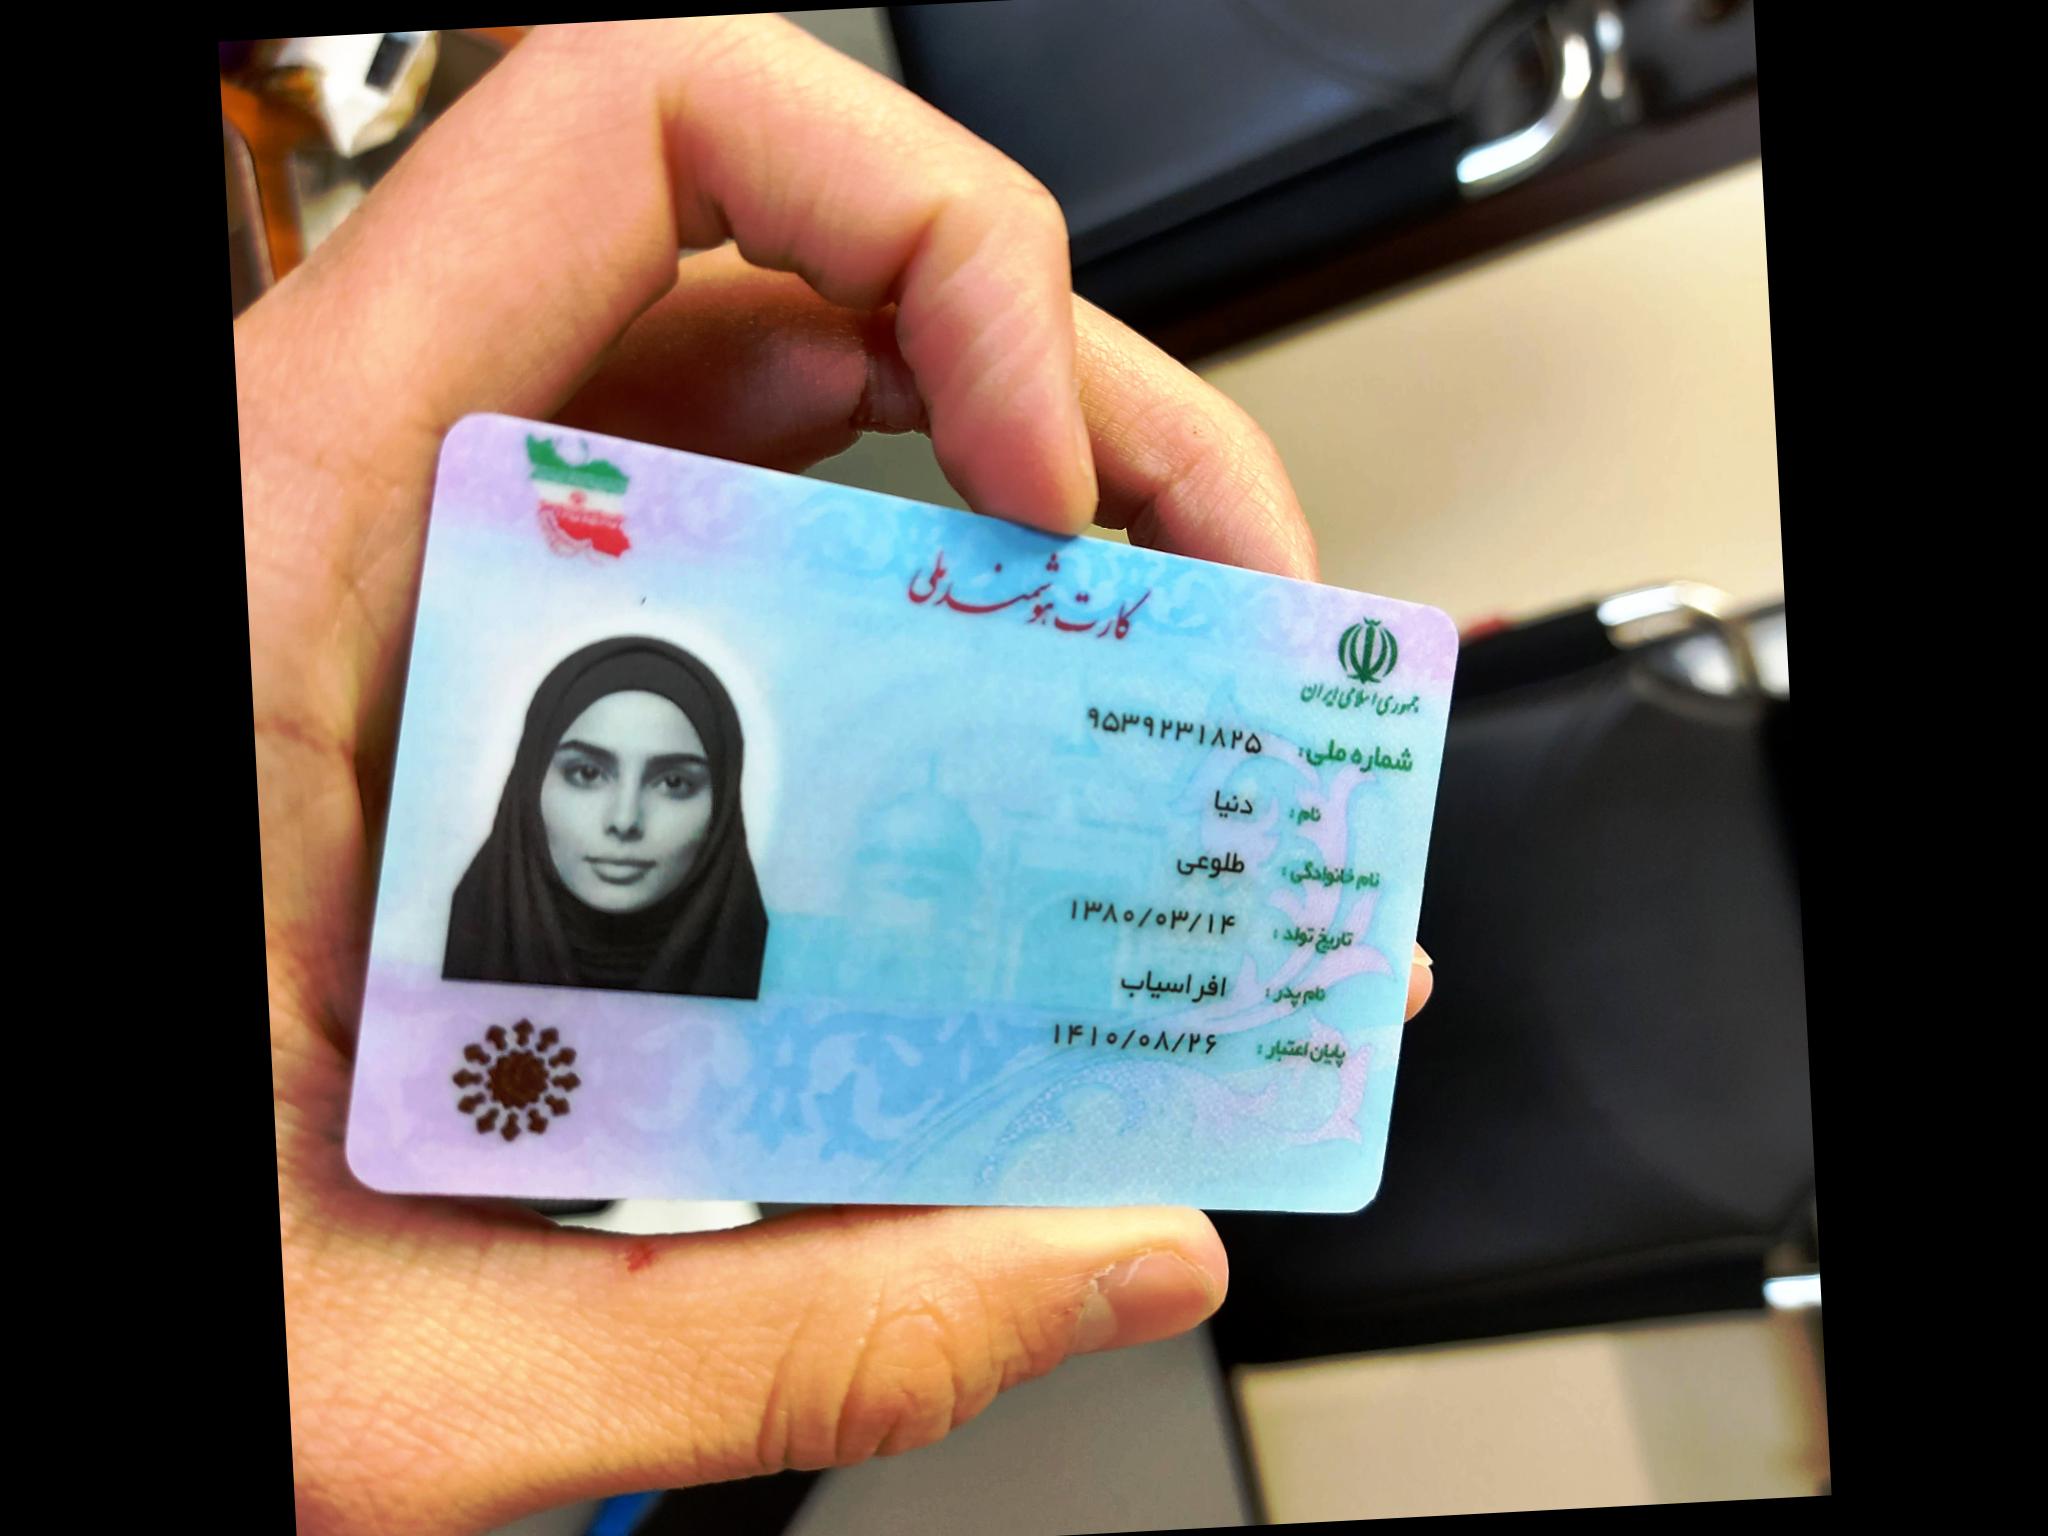 کارت هوشمند ملی
جمهوری اسلامی ایران
شماره ملی: ۹۵۳۹۲۳۱۸۲۵
نام: دنیا
نام خانوادگی: طلوعی
تاریخ تولد: ۱۳۸۰/۰۳/۱۴
نام پدر: افراسیاب
پایان اعتبار: ۱۴۱۰/۰۸/۲۶